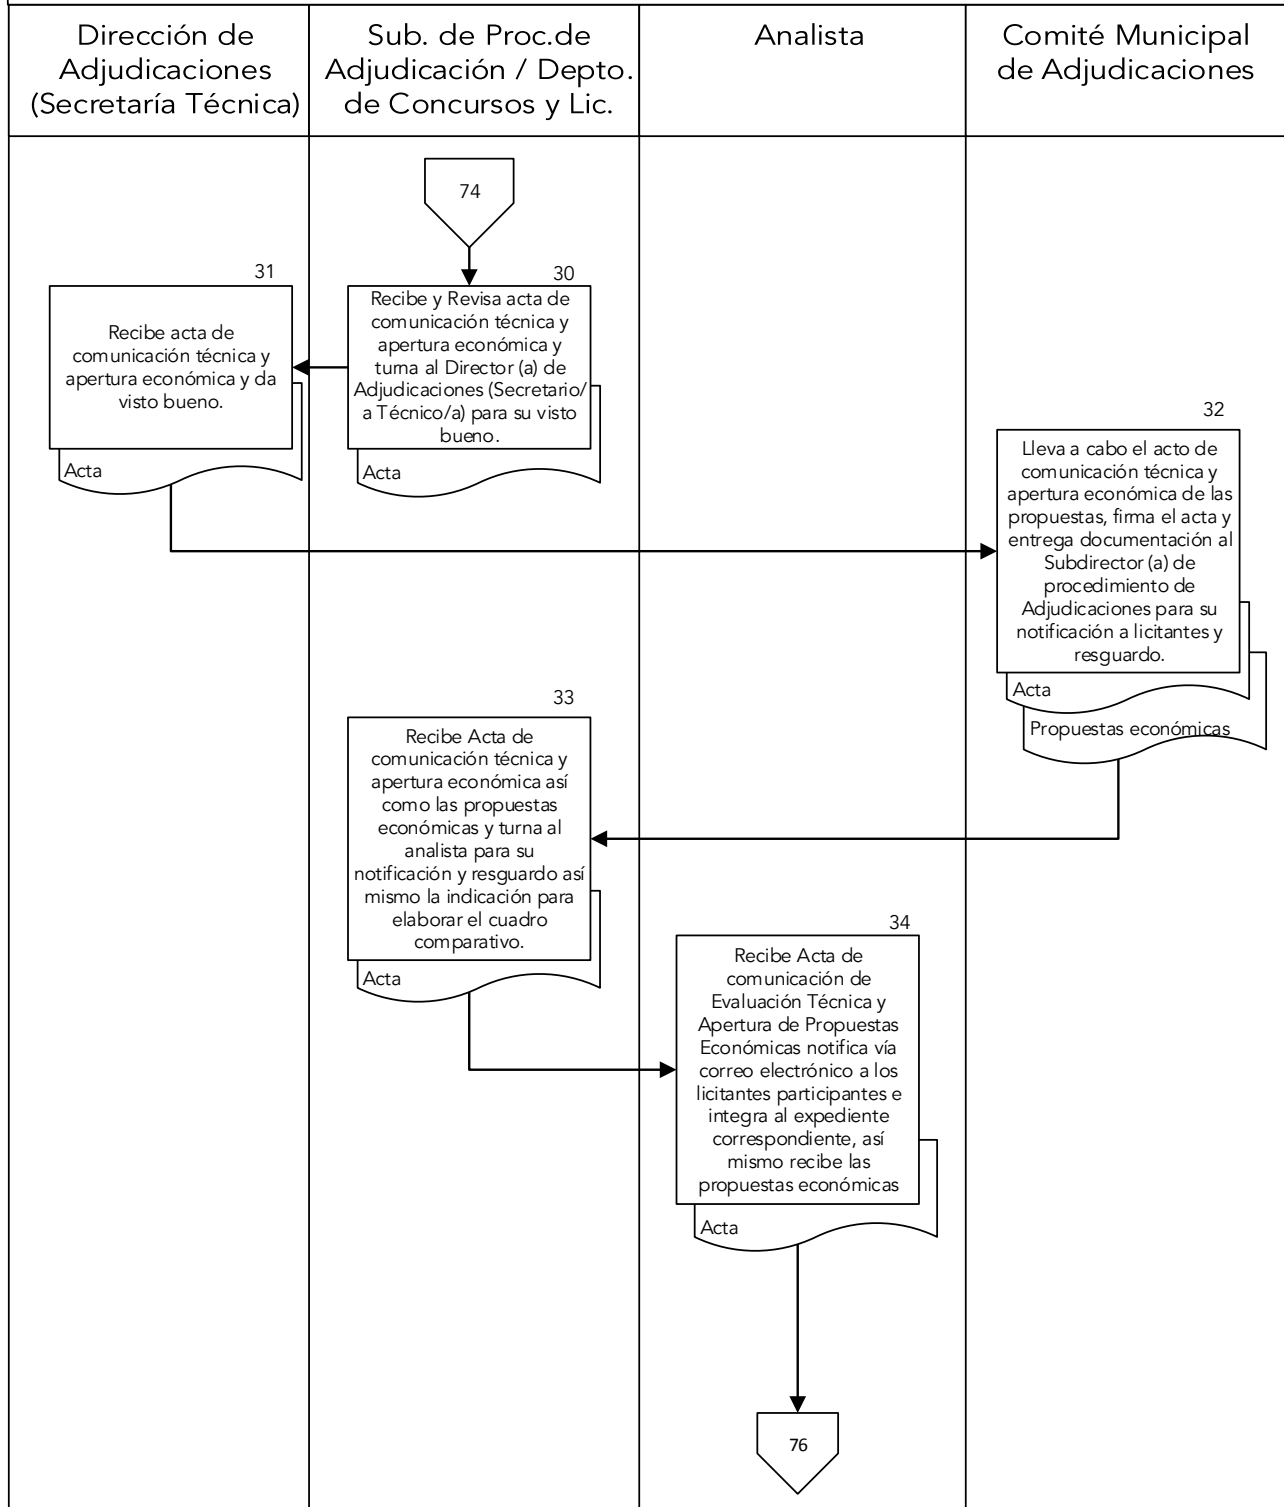 Dirección de
Adjudicaciones
(Secretaría Técnica)
Sub. de Proc.de
Adjudicación / Depto.
de Concursos y Lic.
Analista
Comité Municipal
de Adjudicaciones
74
31
Recibe acta de
comunicación técnica y
apertura económica y da
visto bueno.
Acta
30
Recibe y Revisa acta de
comunicación técnica y
apertura económica y
turna al Director (a) de
Adjudicaciones (Secretario/
a Técnico/a) para su visto
bueno.
Acta
32
Lleva a cabo el acto de
comunicación técnica y
apertura económica de las
propuestas, firma el acta y
entrega documentación al
Subdirector (a) de
procedimiento de
Adjudicaciones para su
notificación a licitantes y
resguardo.
Acta
Propuestas económicas
33
Recibe Acta de
comunicación técnica y
apertura económica así
como las propuestas
económicas y turna al
analista para su
notificación y resguardo así
mismo la indicación para
elaborar el cuadro
comparativo.
Acta
34
Recibe Acta de
comunicación de
Evaluación Técnica y
Apertura de Propuestas
Económicas notifica vía
correo electrónico a los
licitantes participantes e
integra al expediente
correspondiente, así
mismo recibe las
propuestas económicas
Acta
76